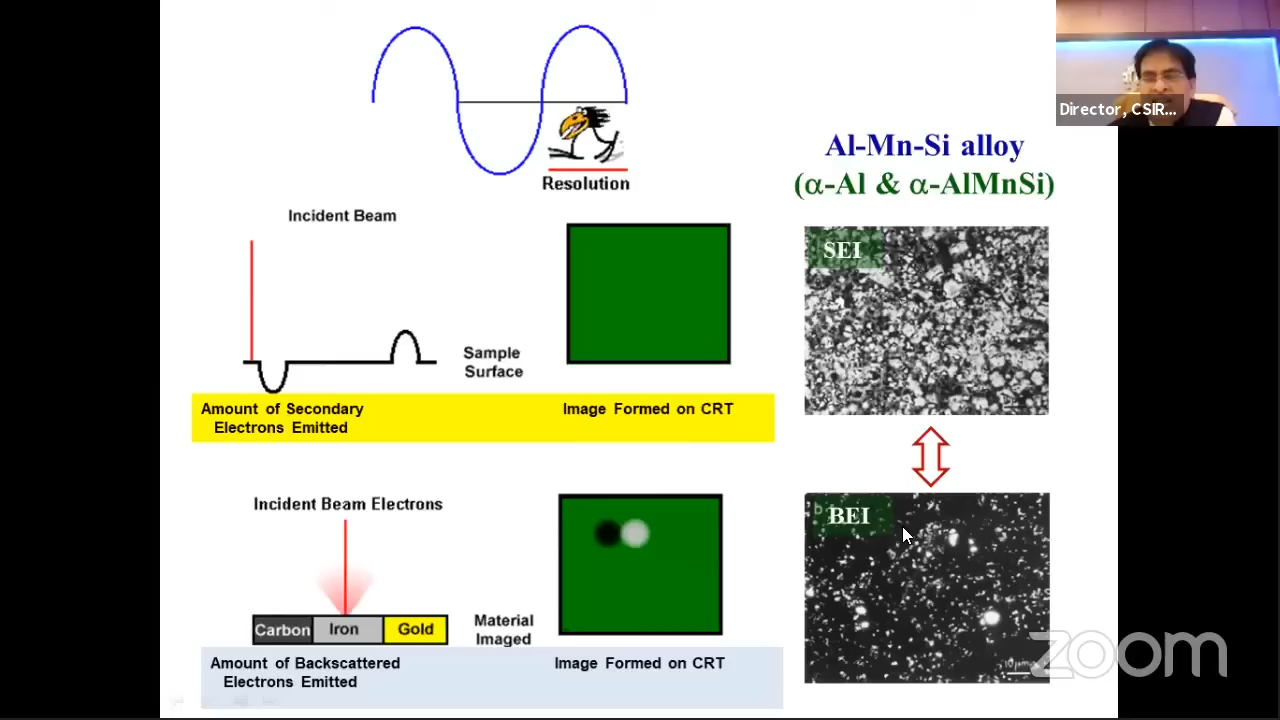 Director, CSIR...
Resolution
Al-Mn-Si alloy
(α-Al & α-AlMnSi)
Incident Beam
Sample
Surface
Amount of Secondary
Electrons Emitted
Image Formed on CRT
SEI
Incident Beam Electrons
Carbon
Iron
Gold
Material
Imaged
Amount of Backscattered
Electrons Emitted
Image Formed on CRT
b
BEI
10 μm
zoom